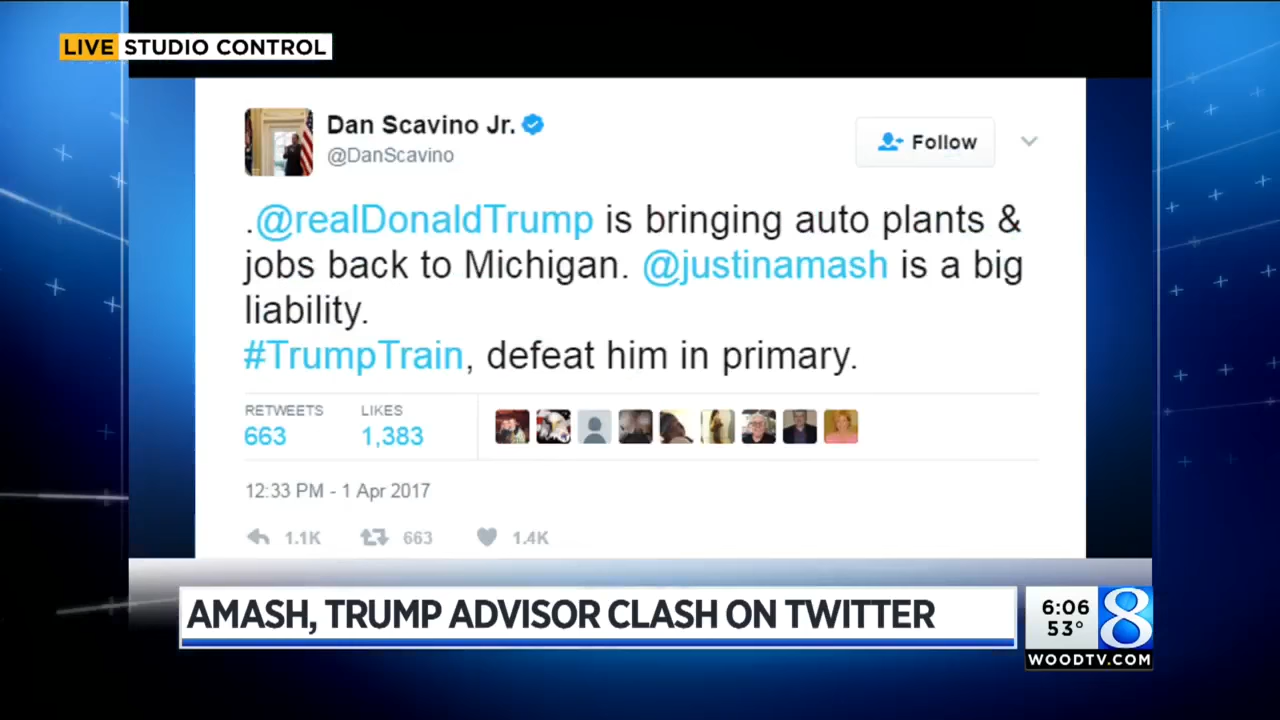 LIVE STUDIO CONTROL
Dan Scavino Jr.
@DanScavino
Follow
.@realDonaldTrump is bringing auto plants &
jobs back to Michigan. @justinamash is a big
liability.
#TrumpTrain, defeat him in primary.
RETWEETS LIKES
663 1,383
12:33 PM - 1 Apr 2017
1.1K 663 1.4K
AMASH, TRUMP ADVISOR CLASH ON TWITTER
6:06
53°
8
WOODTV.COM